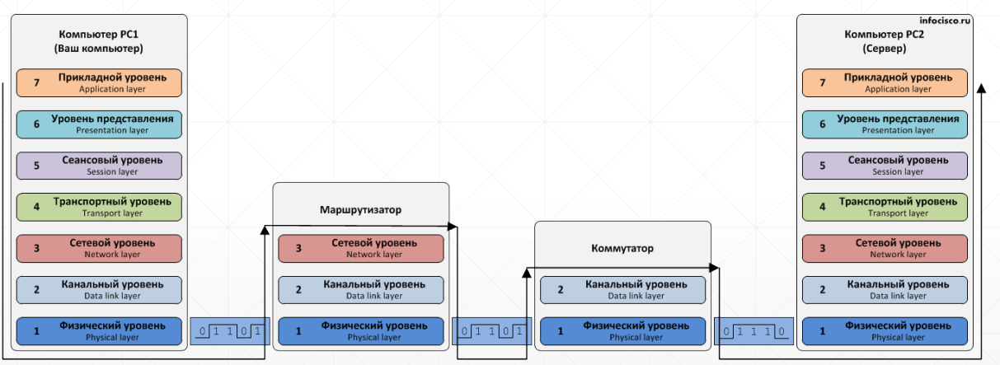 infocisco.ru
Компьютер PC1
(Ваш компьютер)
7 Прикладной уровень
Application layer
6 Уровень представления
Presentation layer
5 Сеансовый уровень
Session layer
4 Транспортный уровень
Transport layer
3 Сетевой уровень
Network layer
2 Канальный уровень
Data link layer
1 Физический уровень
Physical layer
0 1 1 0 1
Маршрутизатор
3 Сетевой уровень
Network layer
2 Канальный уровень
Data link layer
1 Физический уровень
Physical layer
0 1 1 0 1
Коммутатор
2 Канальный уровень
Data link layer
1 Физический уровень
Physical layer
0 1 1 1 0
Компьютер PC2
(Сервер)
7 Прикладной уровень
Application layer
6 Уровень представления
Presentation layer
5 Сеансовый уровень
Session layer
4 Транспортный уровень
Transport layer
3 Сетевой уровень
Network layer
2 Канальный уровень
Data link layer
1 Физический уровень
Physical layer